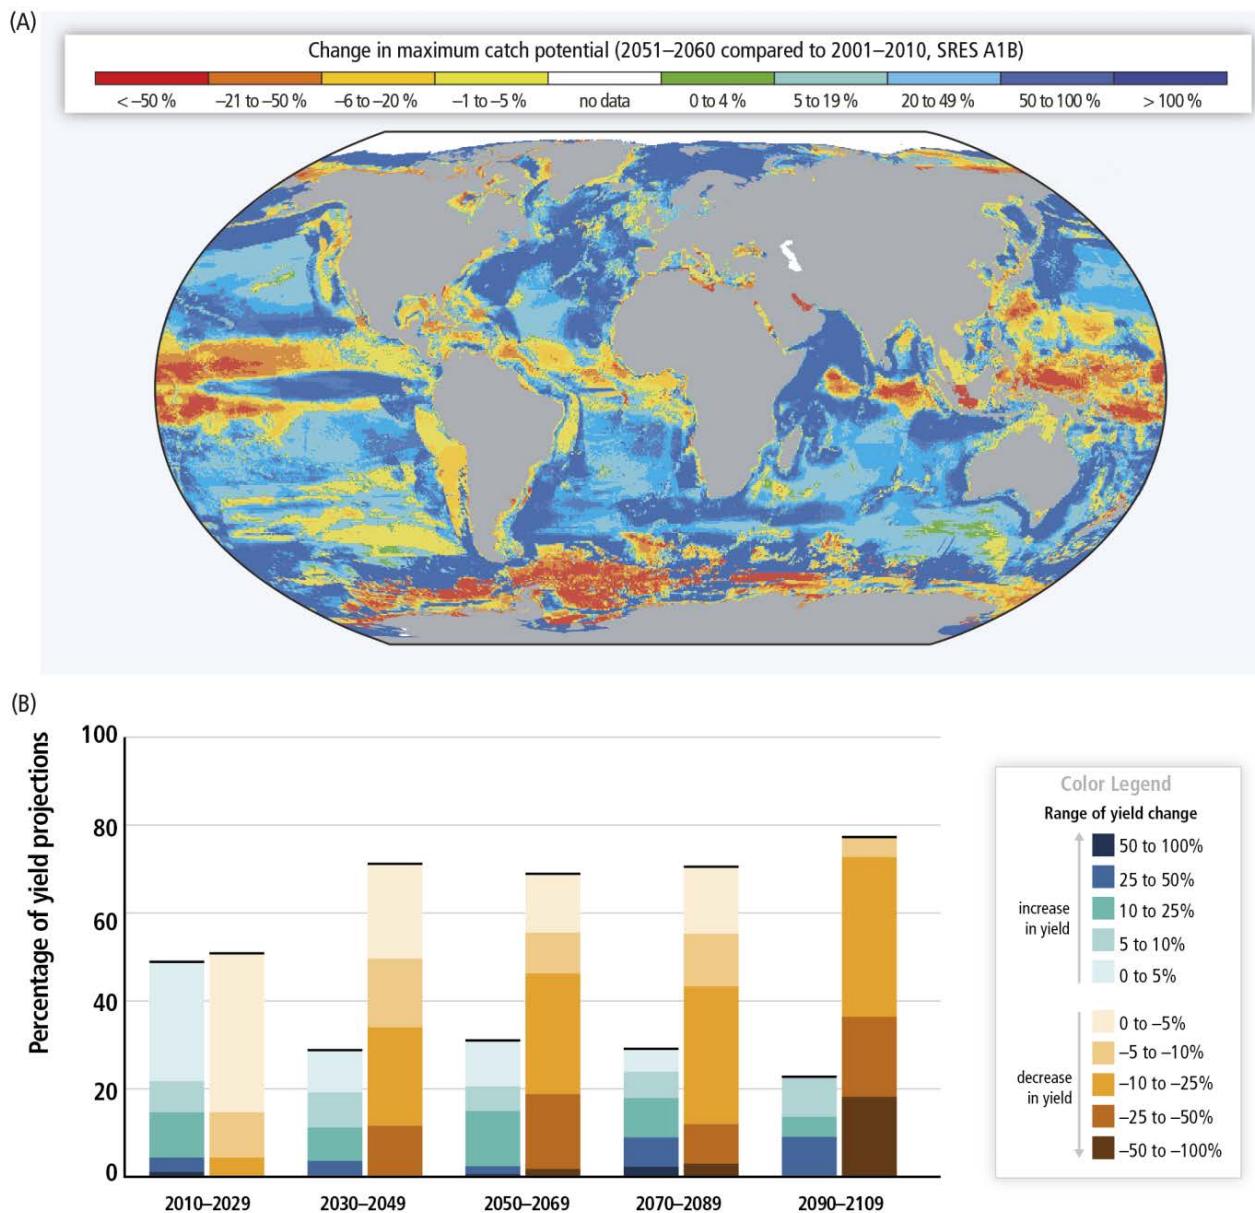 (A)
Change in maximum catch potential (2051–2060 compared to 2001–2010, SRES A1B)
< –50 % –21 to –50 % –6 to –20 % –1 to –5 % no data 0 to 4 % 5 to 19 % 20 to 49 % 50 to 100 % > 100 %
(B)
Percentage of yield projections
100
80
60
40
20
0
2010–2029 2030–2049 2050–2069 2070–2089 2090–2109
Color Legend
Range of yield change
increase
in yield
50 to 100%
25 to 50%
10 to 25%
5 to 10%
0 to 5%
decrease
in yield
0 to –5%
–5 to –10%
–10 to –25%
–25 to –50%
–50 to –100%